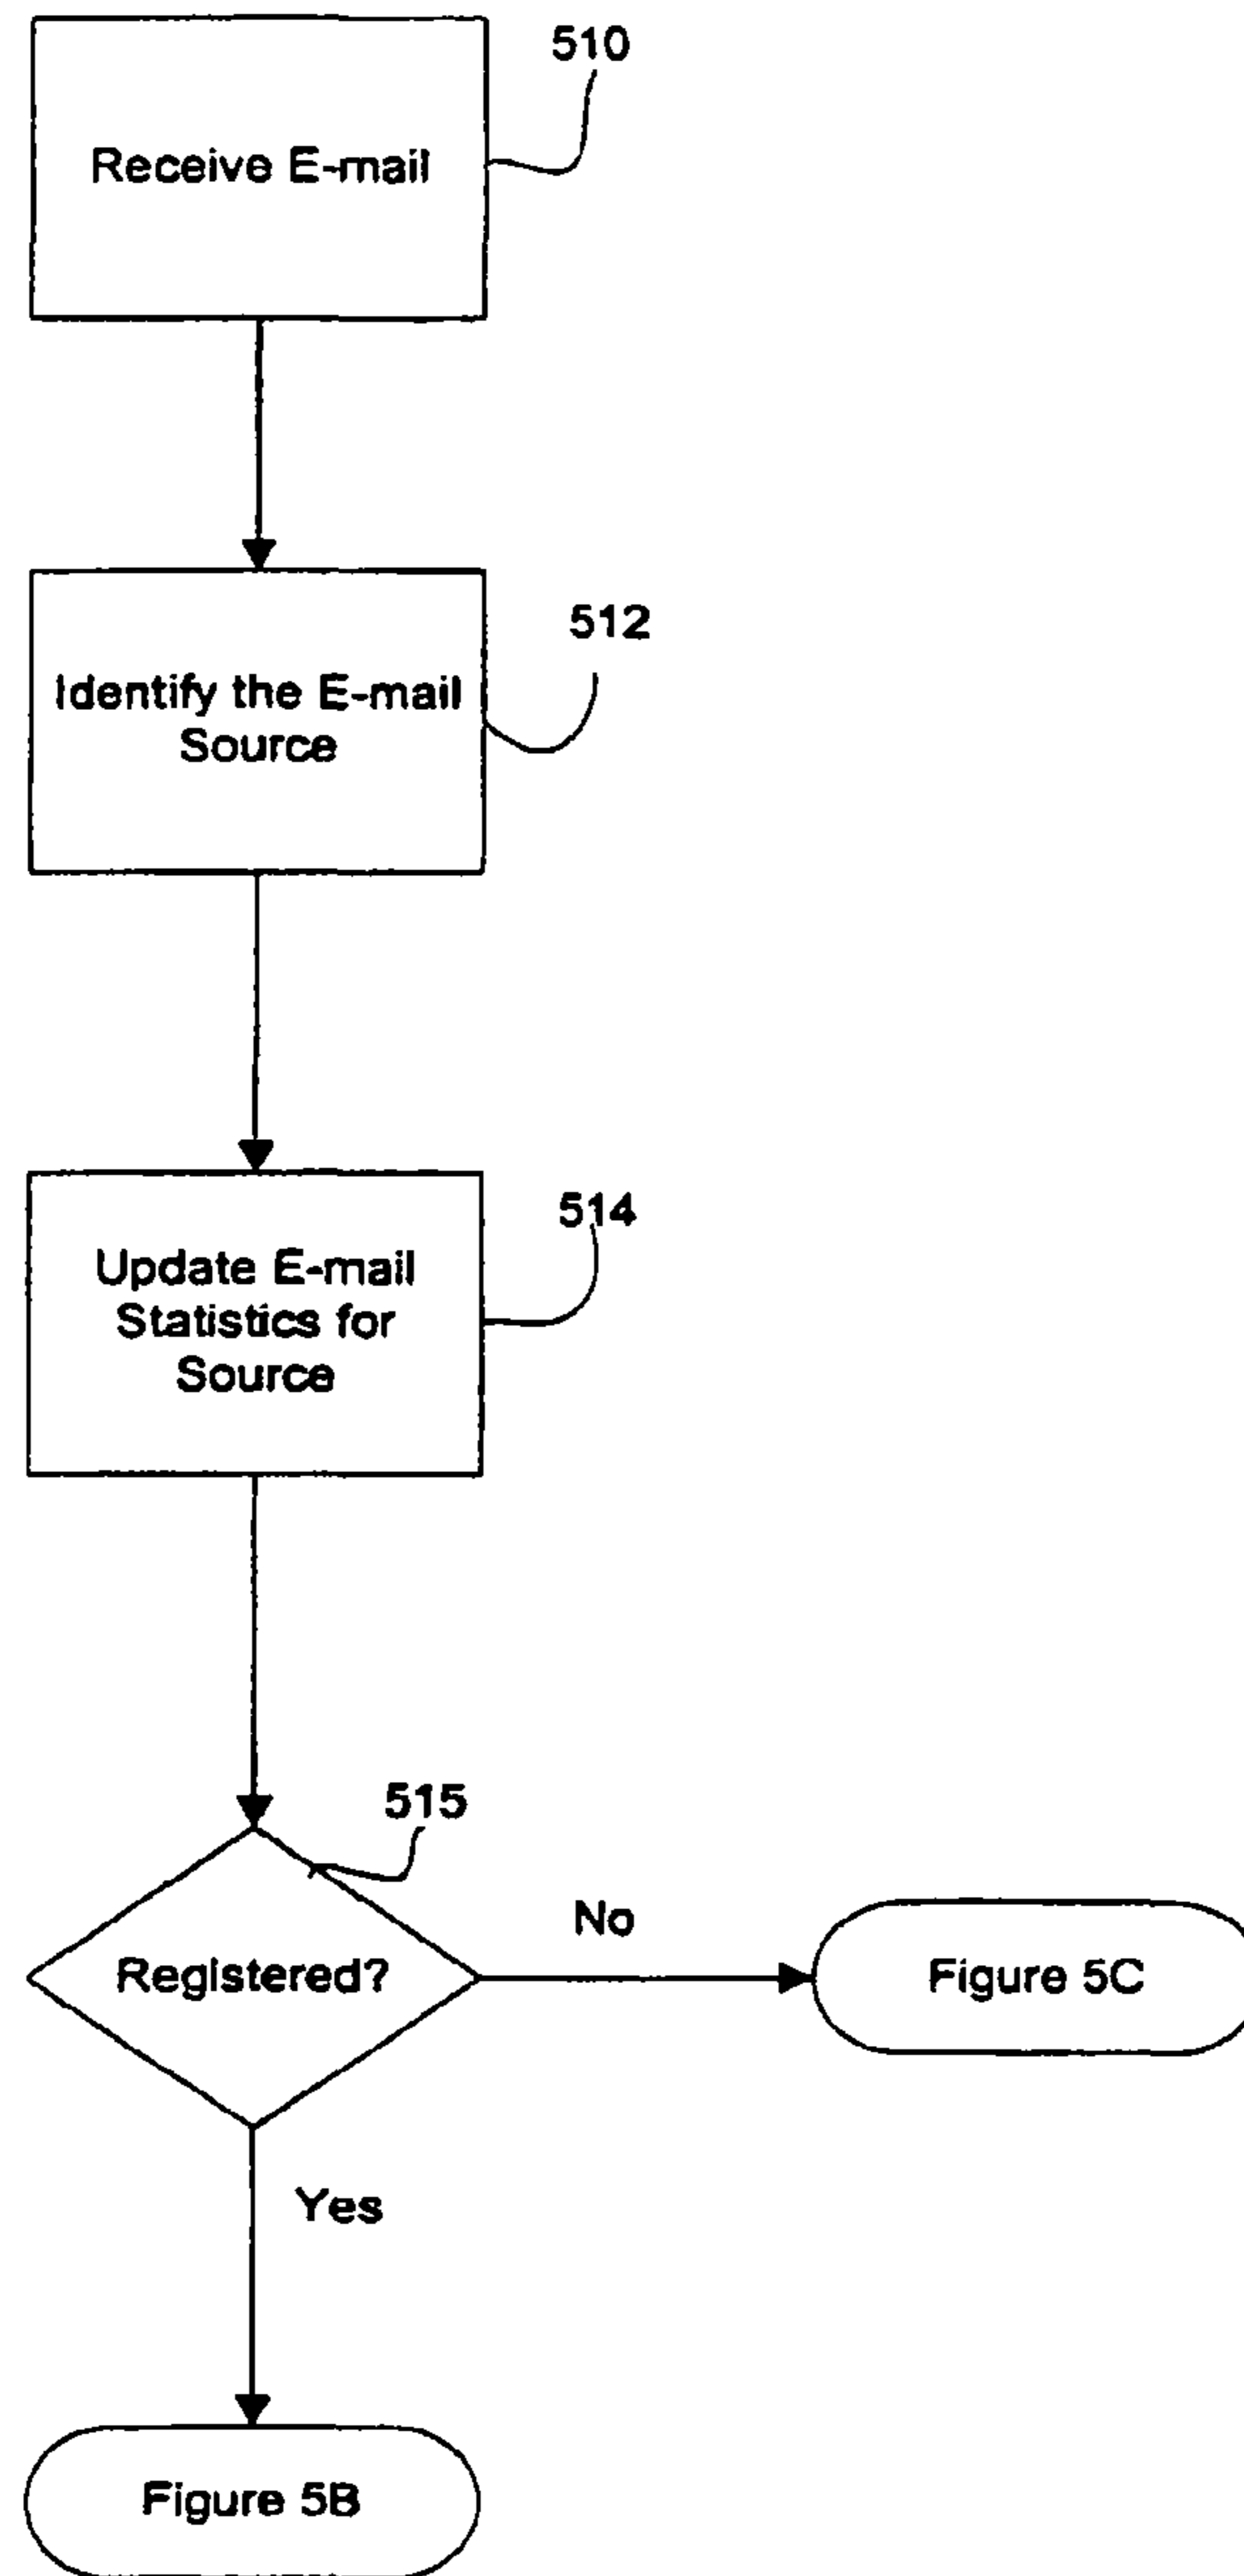 510
Receive E-mail
512
Identify the E-mail
Source
514
Update E-mail
Statistics for
Source
515
Registered?
No
Figure 5C
Yes
Figure 5B